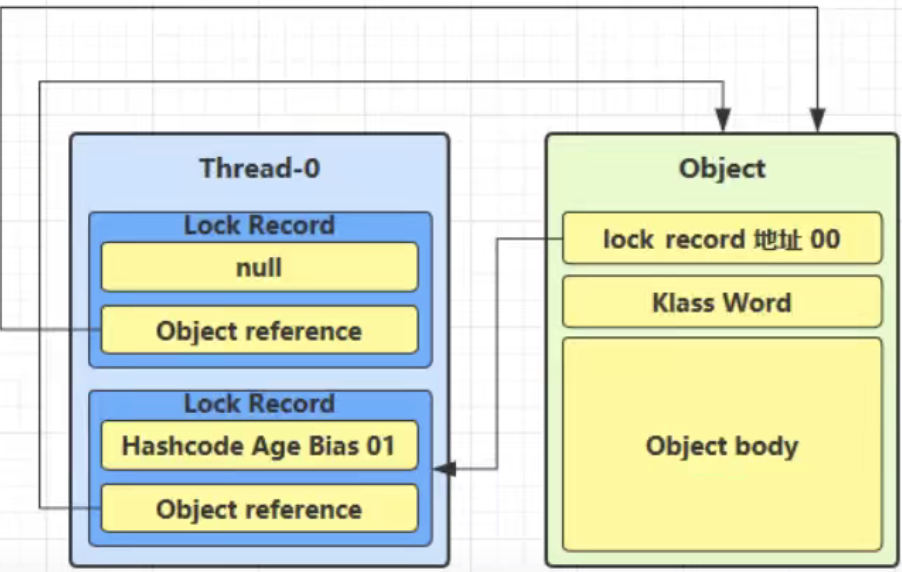 Thread-0
Lock Record
null
Object reference
Lock Record
Hashcode Age Bias 01
Object reference
Object
lock record 地址 00
Klass Word
Object body